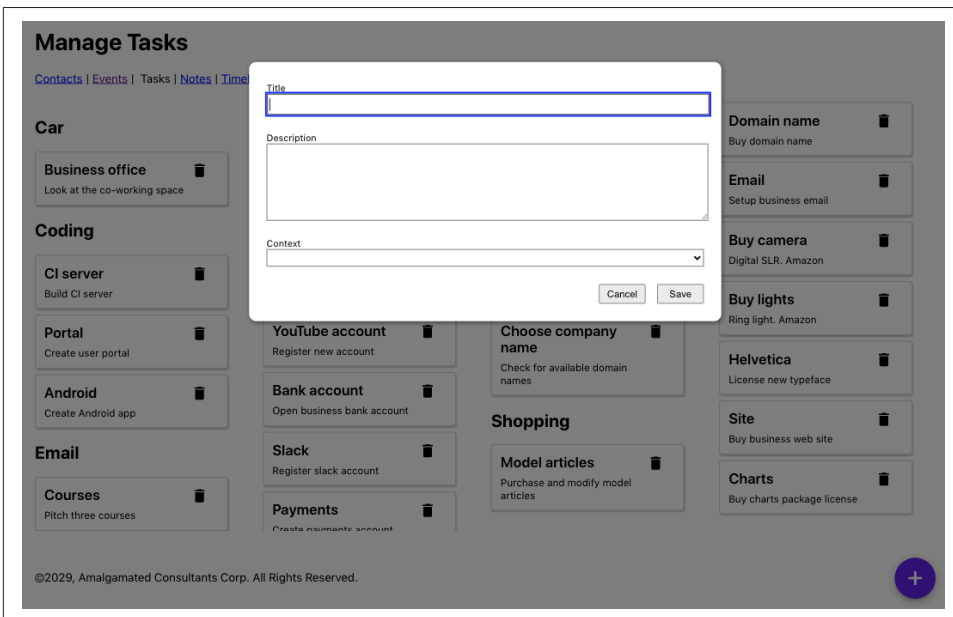 Manage Tasks
Contacts | Events | Tasks | Notes |
Car
Business office
Look at the co-working space
Coding
CI server
Build CI server
Portal
Create user portal
Android
Create Android app
Email
Courses
Pitch three courses
Title
Description
Context
Cancel
Save
YouTube account
Register new account
Bank account
Open business bank account
Slack
Register slack account
Payments
Create payments account
Choose company
name
Check for available domain
names
Shopping
Model articles
Purchase and modify model
articles
Domain name
Buy domain name
Email
Setup business email
Buy camera
Digital SLR. Amazon
Buy lights
Ring light. Amazon
Helvetica
License new typeface
Site
Buy business web site
Charts
Buy charts package license
©2029, Amalgamated Consultants Corp. All Rights Reserved.
+